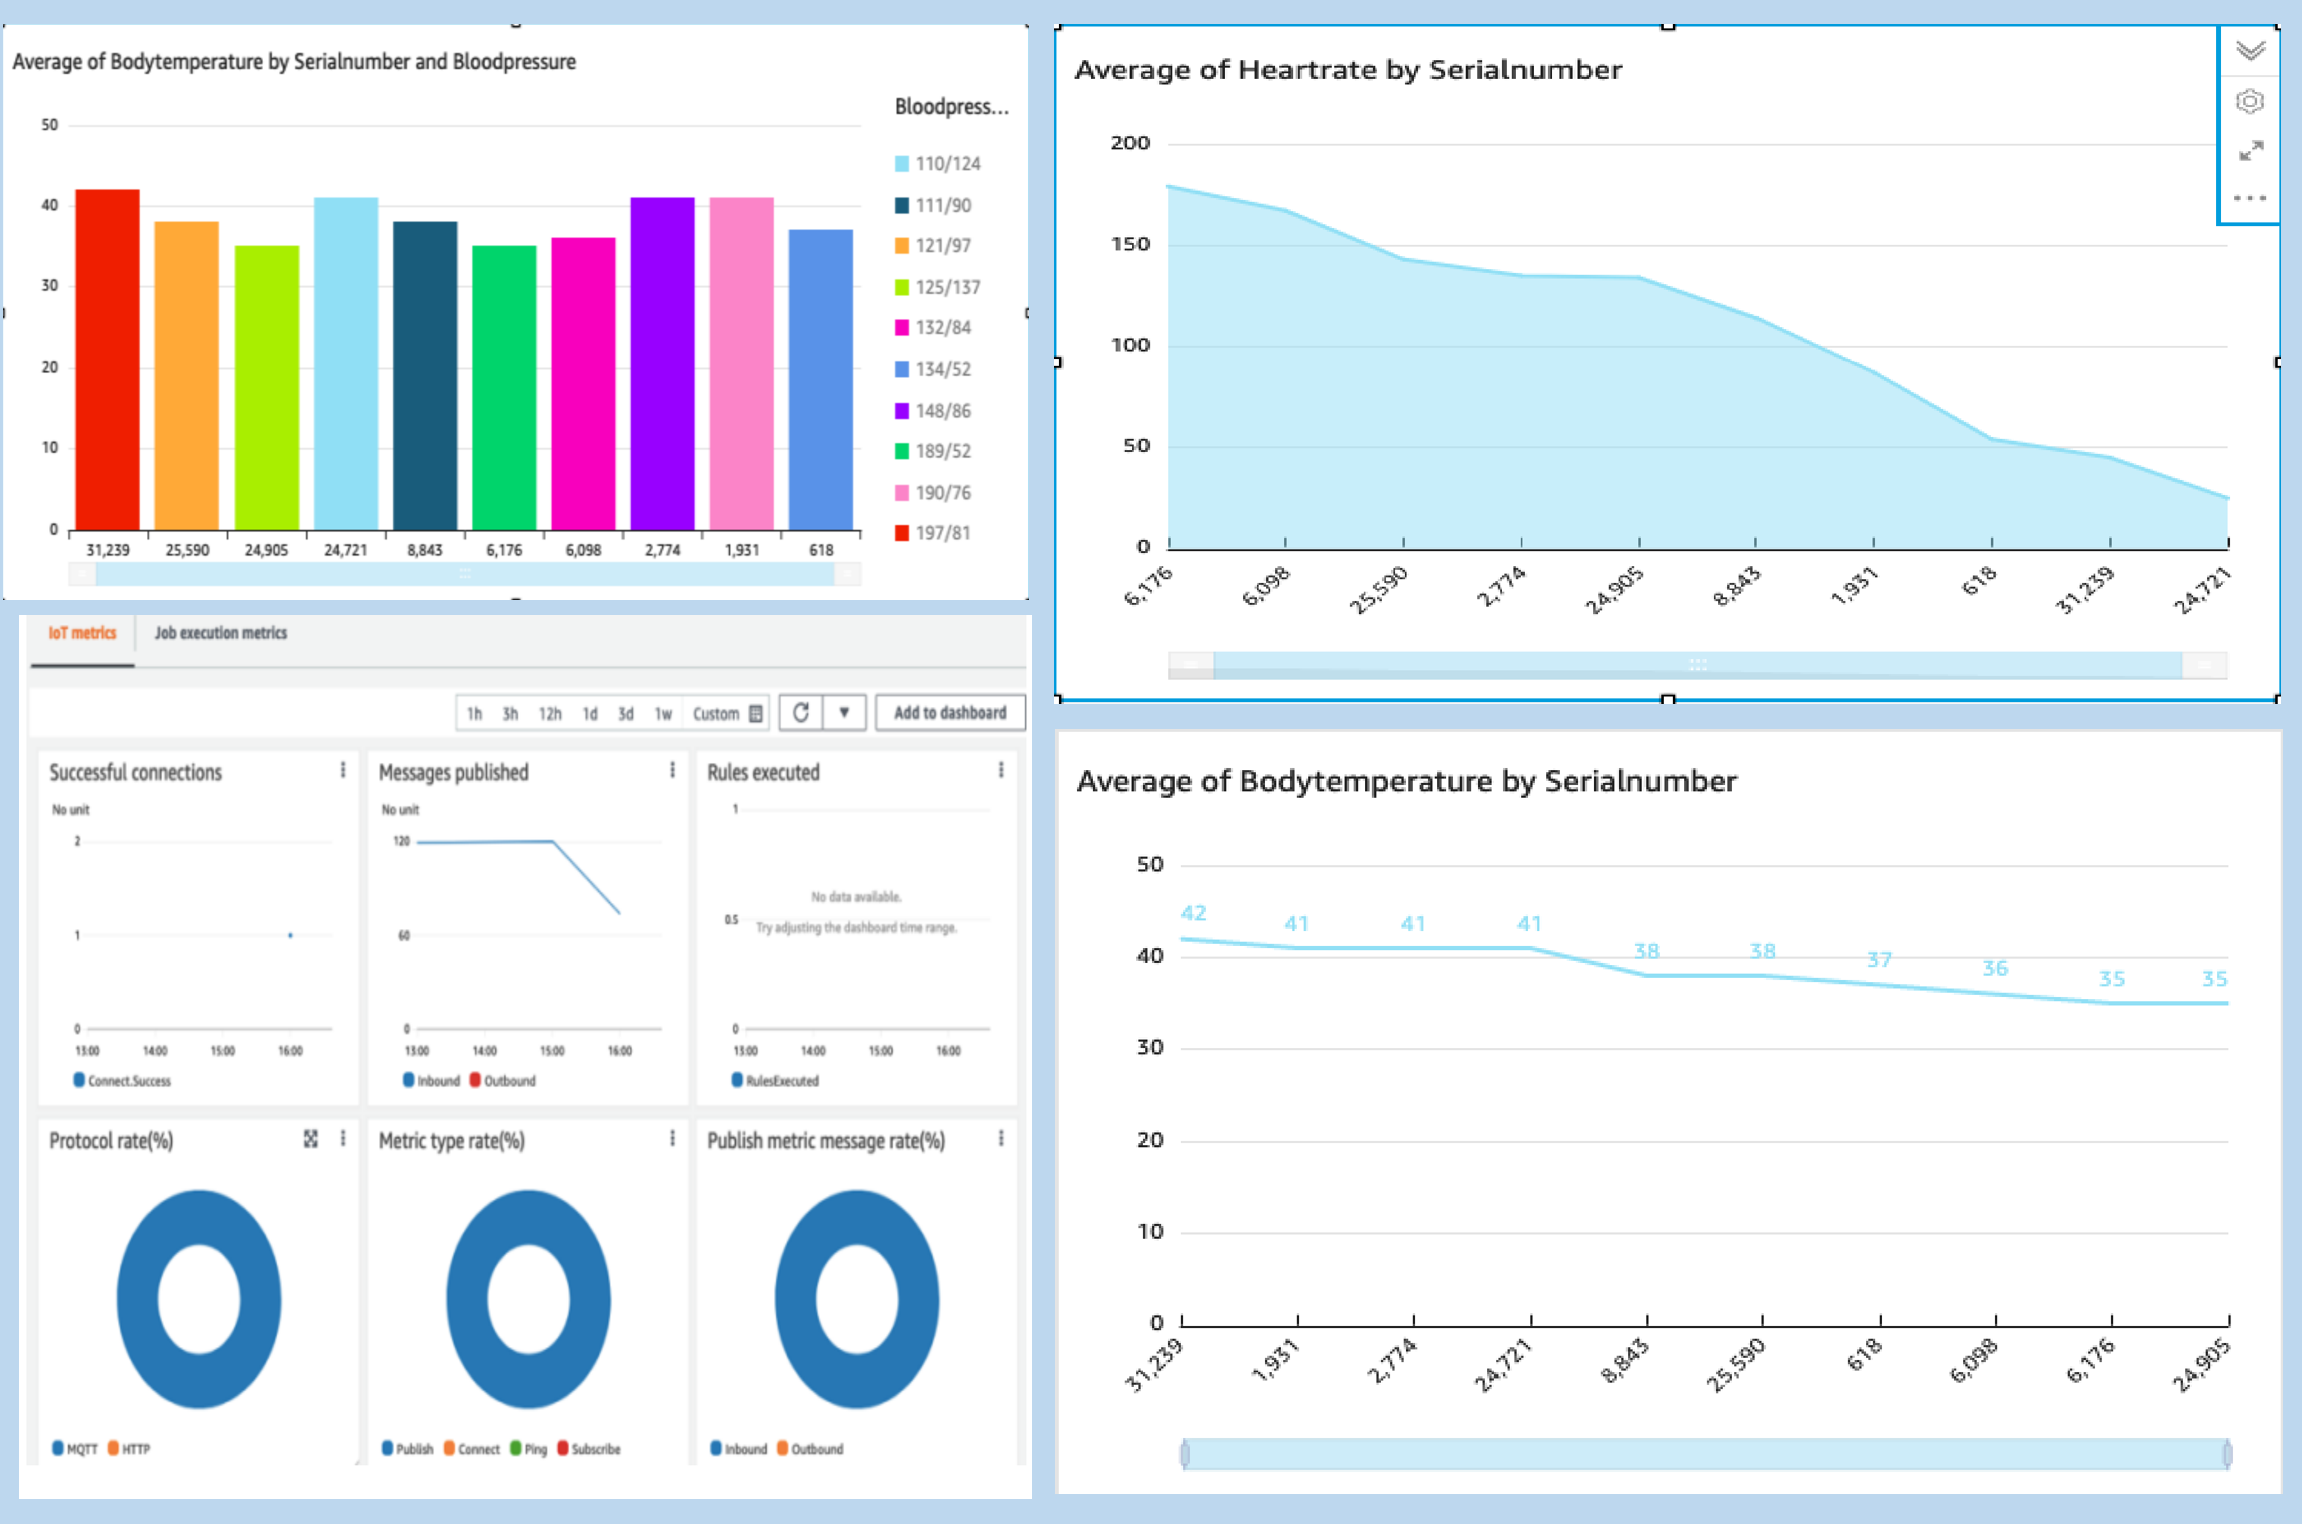 Average of Bodytemperature by Serialnumber and Bloodpressure
Bloodpress...
50
40
30
20
10
0
31,239 25,590 24,905 24,721 8,843 6,176 6,098 2,774 1,931 618
110/124
111/90
121/97
125/137
132/84
134/52
148/86
189/52
190/76
197/81
Average of Heartrate by Serialnumber
200
150
100
50
0
6,176 6,098 25,590 2,774 24,905 8,843 1,931 618 31,239 24,721
IoT metrics Job execution metrics
1h 3h 12h 1d 3d 1w Custom Add to dashboard
Successful connections
No unit
2
1
0
13:00 14:00 15:00 16:00
Connect.Success
Messages published
No unit
120
60
0
13:00 14:00 15:00 16:00
Inbound Outbound
Rules executed
1
No data available.
0.5
Try adjusting the dashboard time range.
0
13:00 14:00 15:00 16:00
RulesExecuted
Protocol rate(%)
MQTT HTTP
Metric type rate(%)
Publish Connect Ping Subscribe
Publish metric message rate(%)
Inbound Outbound
Average of Bodytemperature by Serialnumber
50
40
30
20
10
0
42 41 41 41 38 38 37 36 35 35
31,239 1,931 2,774 24,721 8,843 25,590 618 6,098 6,176 24,905